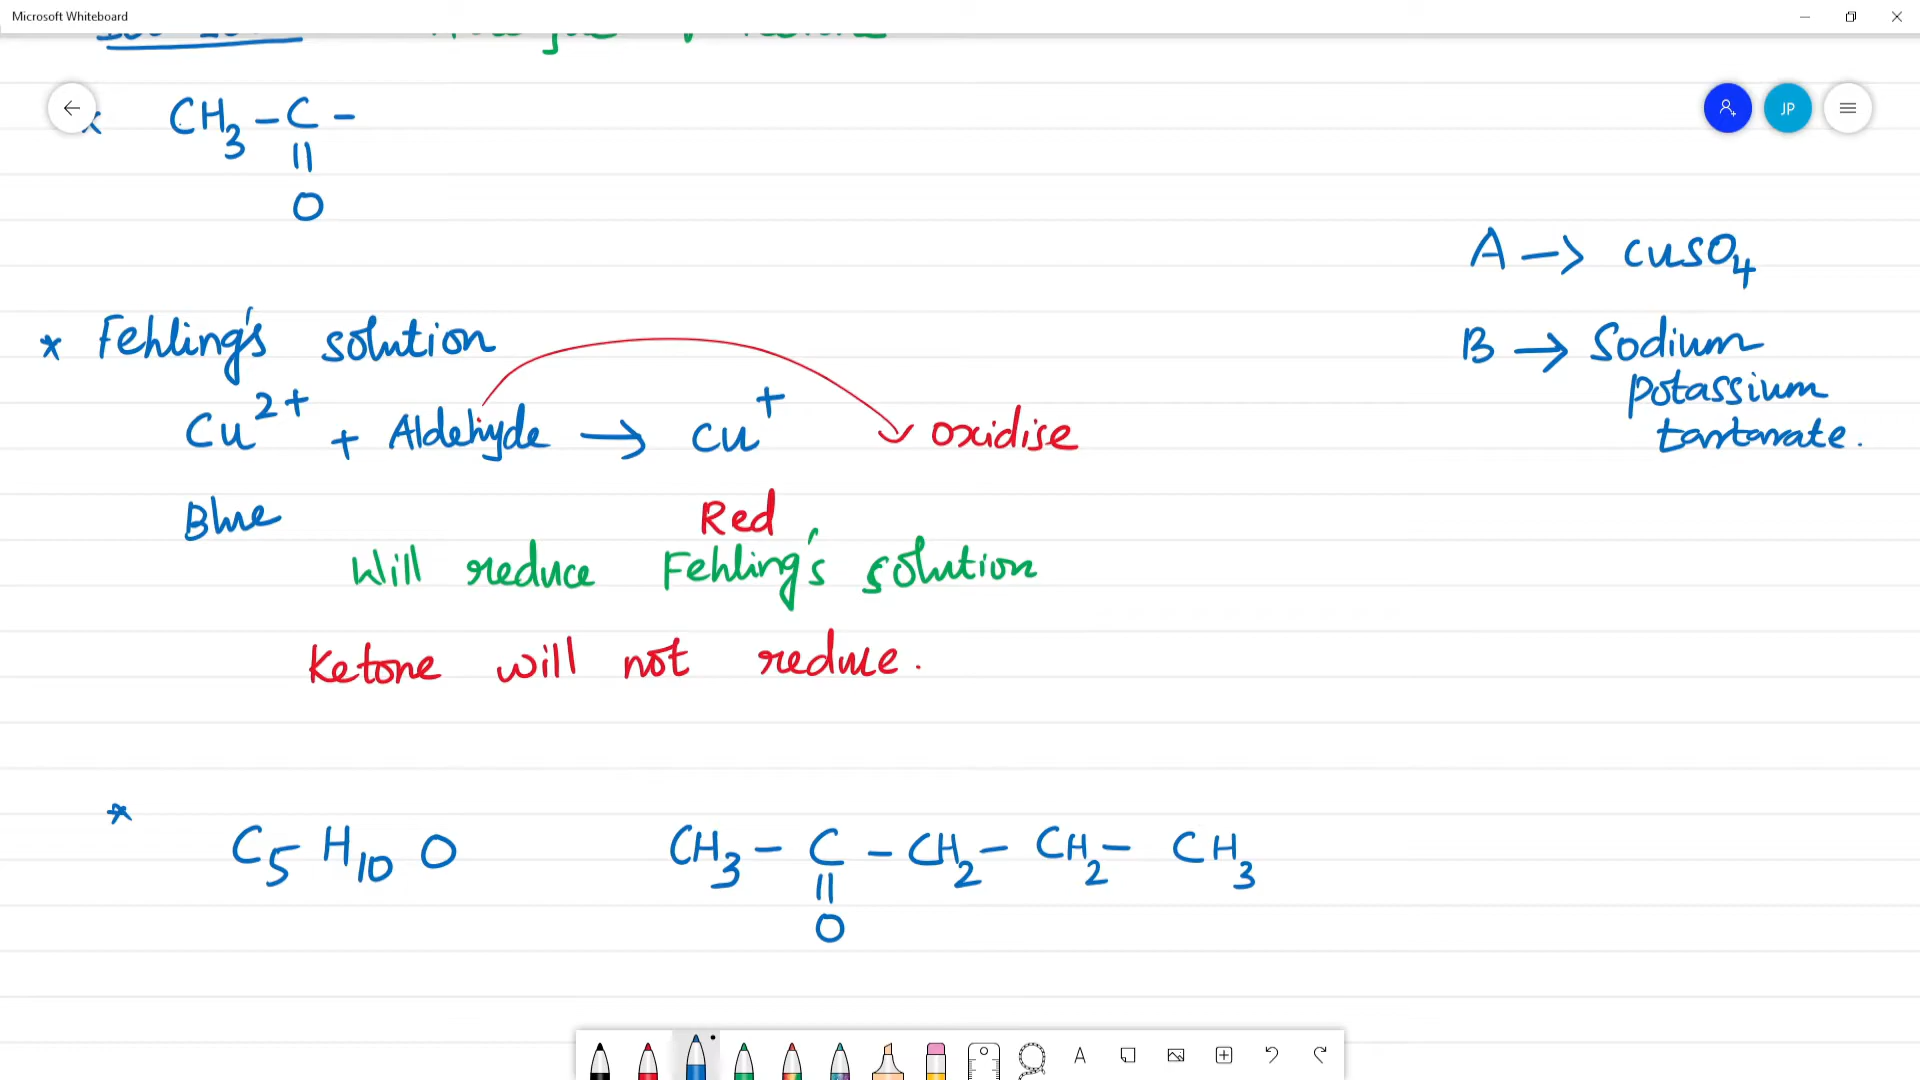 Microsoft Whiteboard
CH3 - C -
||
O
JP
A → CuSO4
* Fehling's solution
B → Sodium
potassium
tartarate.
Cu2+ + Aldehyde → Cu+ oxidise
Blue Red
Will reduce Fehling's solution
Ketone will not reduce.
*
C5 H10 O CH3 - C - CH2 - CH2 - CH3
||
O
A